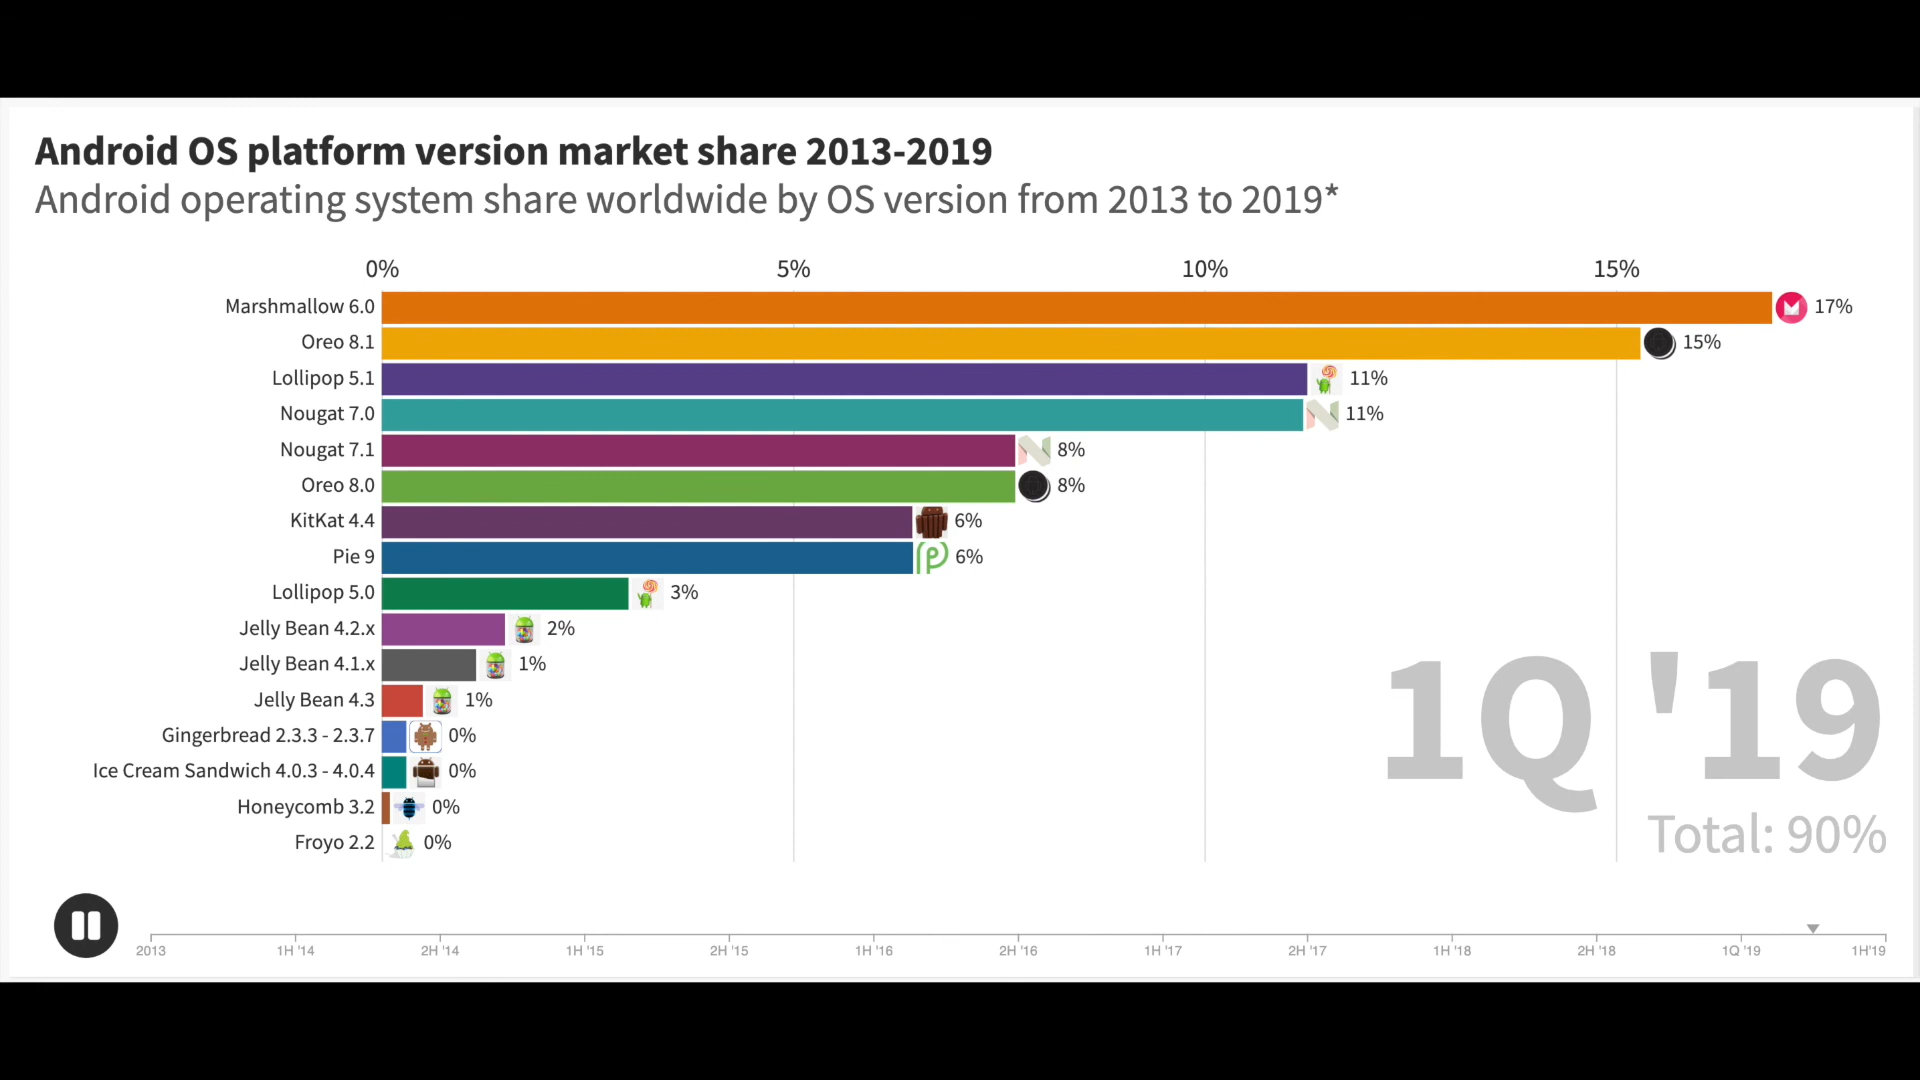 Android OS platform version market share 2013-2019
Android operating system share worldwide by OS version from 2013 to 2019*
0% 5% 10% 15%
Marshmallow 6.0 17%
Oreo 8.1 15%
Lollipop 5.1 11%
Nougat 7.0 11%
Nougat 7.1 8%
Oreo 8.0 8%
KitKat 4.4 6%
Pie 9 6%
Lollipop 5.0 3%
Jelly Bean 4.2.x 2%
Jelly Bean 4.1.x 1%
Jelly Bean 4.3 1%
Gingerbread 2.3.3 - 2.3.7 0%
Ice Cream Sandwich 4.0.3 - 4.0.4 0%
Honeycomb 3.2 0%
Froyo 2.2 0%
1Q '19
Total: 90%
2013 1H '14 2H '14 1H '15 2H '15 1H '16 2H '16 1H '17 2H '17 1H '18 2H '18 1Q '19 1H'19